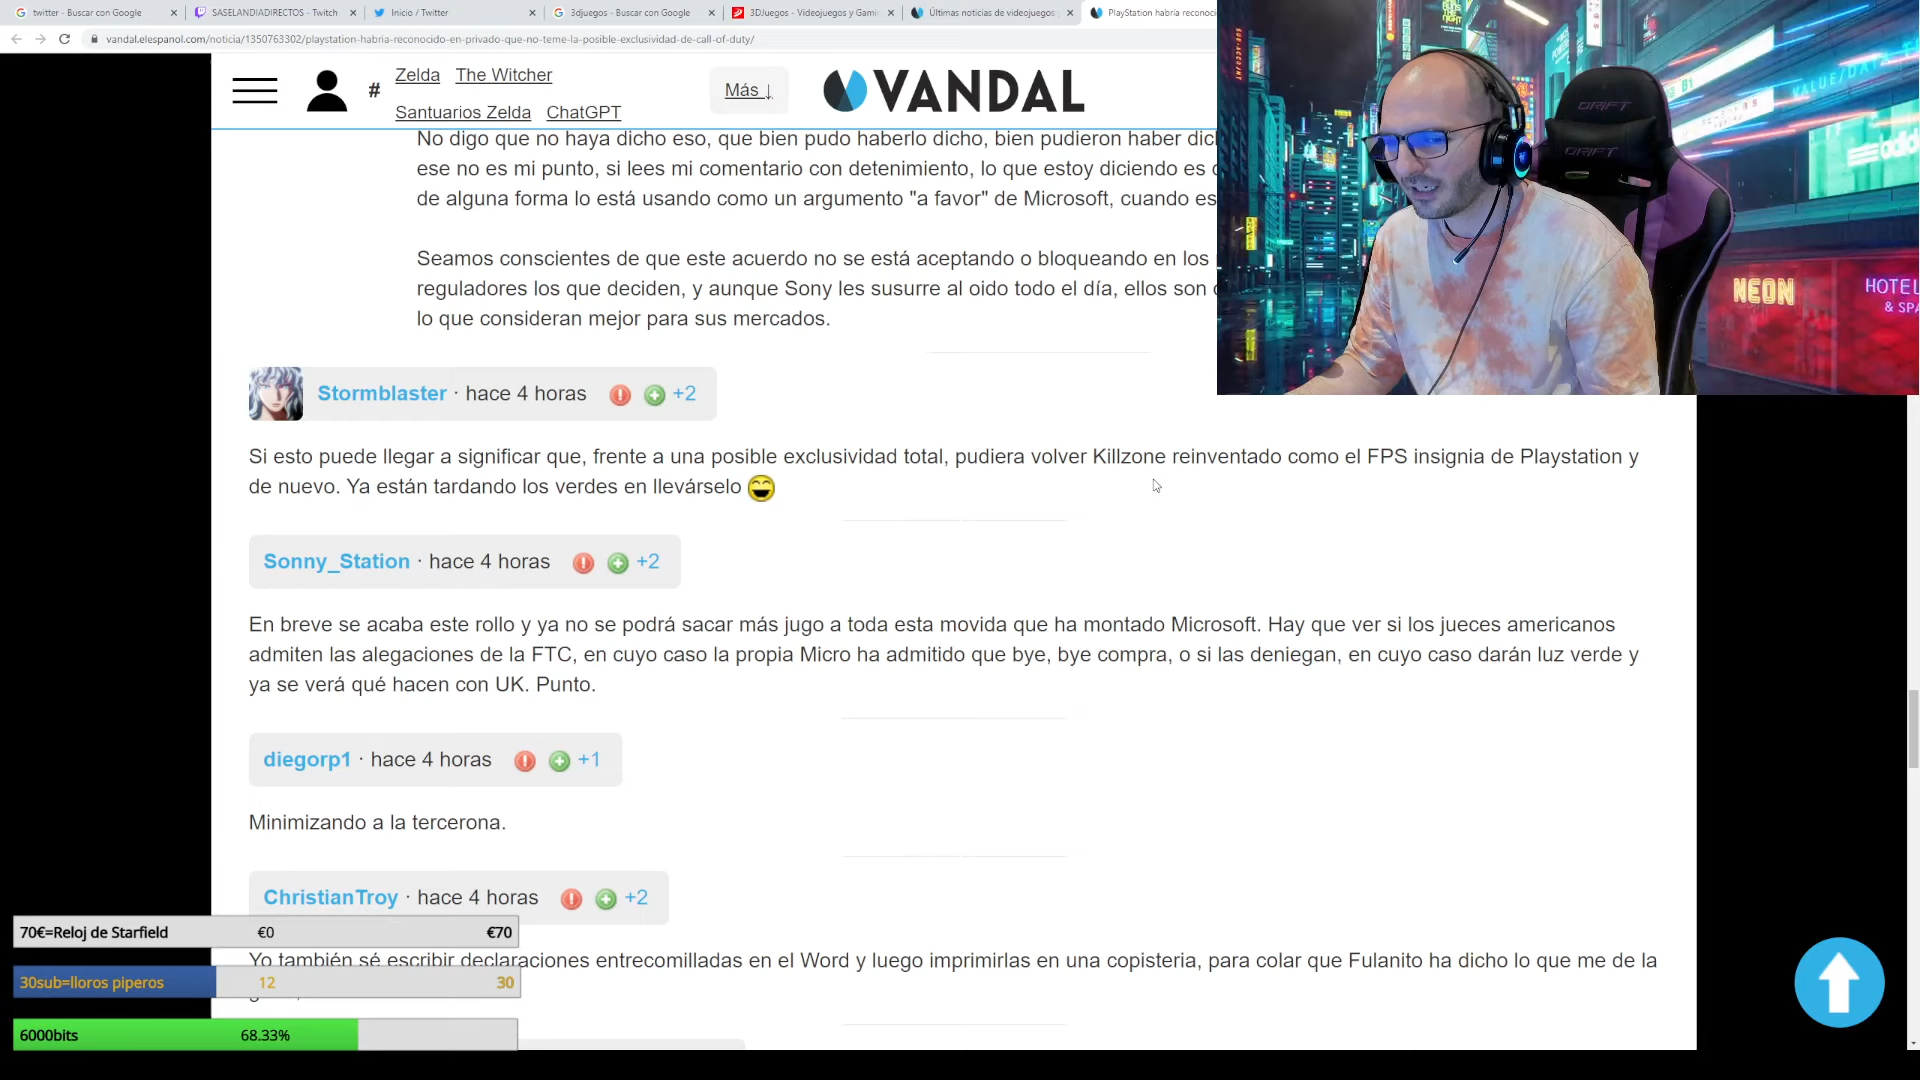 twitter - Buscar con Google
SASELANDIADIRECTOS - Twitch
Inicio / Twitter
3djuegos - Buscar con Google
3DJuegos - Videojuegos y Gami
Últimas noticias de videojuegos
PlayStation habría reconoci
vandal.elespanol.com/noticia/1350763302/playstation-habria-reconocido-en-privado-que-no-teme-la-posible-exclusividad-de-call-of-duty/
# Zelda The Witcher
Santuarios Zelda ChatGPT
Más ↓
VANDAL
No digo que no haya dicho eso, que bien pudo haberlo dicho, bien pudieron haber dicl
ese no es mi punto, si lees mi comentario con detenimiento, lo que estoy diciendo es
de alguna forma lo está usando como un argumento "a favor" de Microsoft, cuando es
Seamos conscientes de que este acuerdo no se está aceptando o bloqueando en los
reguladores los que deciden, y aunque Sony les susurre al oido todo el día, ellos son
lo que consideran mejor para sus mercados.
DRIFT
DRIFT
NEON
HOTEL
& SPA
adid
Stormblaster · hace 4 horas +2
Si esto puede llegar a significar que, frente a una posible exclusividad total, pudiera volver Killzone reinventado como el FPS insignia de Playstation y
de nuevo. Ya están tardando los verdes en llevárselo
Sonny_Station · hace 4 horas +2
En breve se acaba este rollo y ya no se podrá sacar más jugo a toda esta movida que ha montado Microsoft. Hay que ver si los jueces americanos
admiten las alegaciones de la FTC, en cuyo caso la propia Micro ha admitido que bye, bye compra, o si las deniegan, en cuyo caso darán luz verde y
ya se verá qué hacen con UK. Punto.
diegorp1 · hace 4 horas +1
Minimizando a la tercerona.
ChristianTroy · hace 4 horas +2
70€=Reloj de Starfield €0 €70
Yo también sé escribir declaraciones entrecomilladas en el Word y luego imprimirlas en una copisteria, para colar que Fulanito ha dicho lo que me de la
30sub=lloros piperos 12 30
6000bits 68.33%